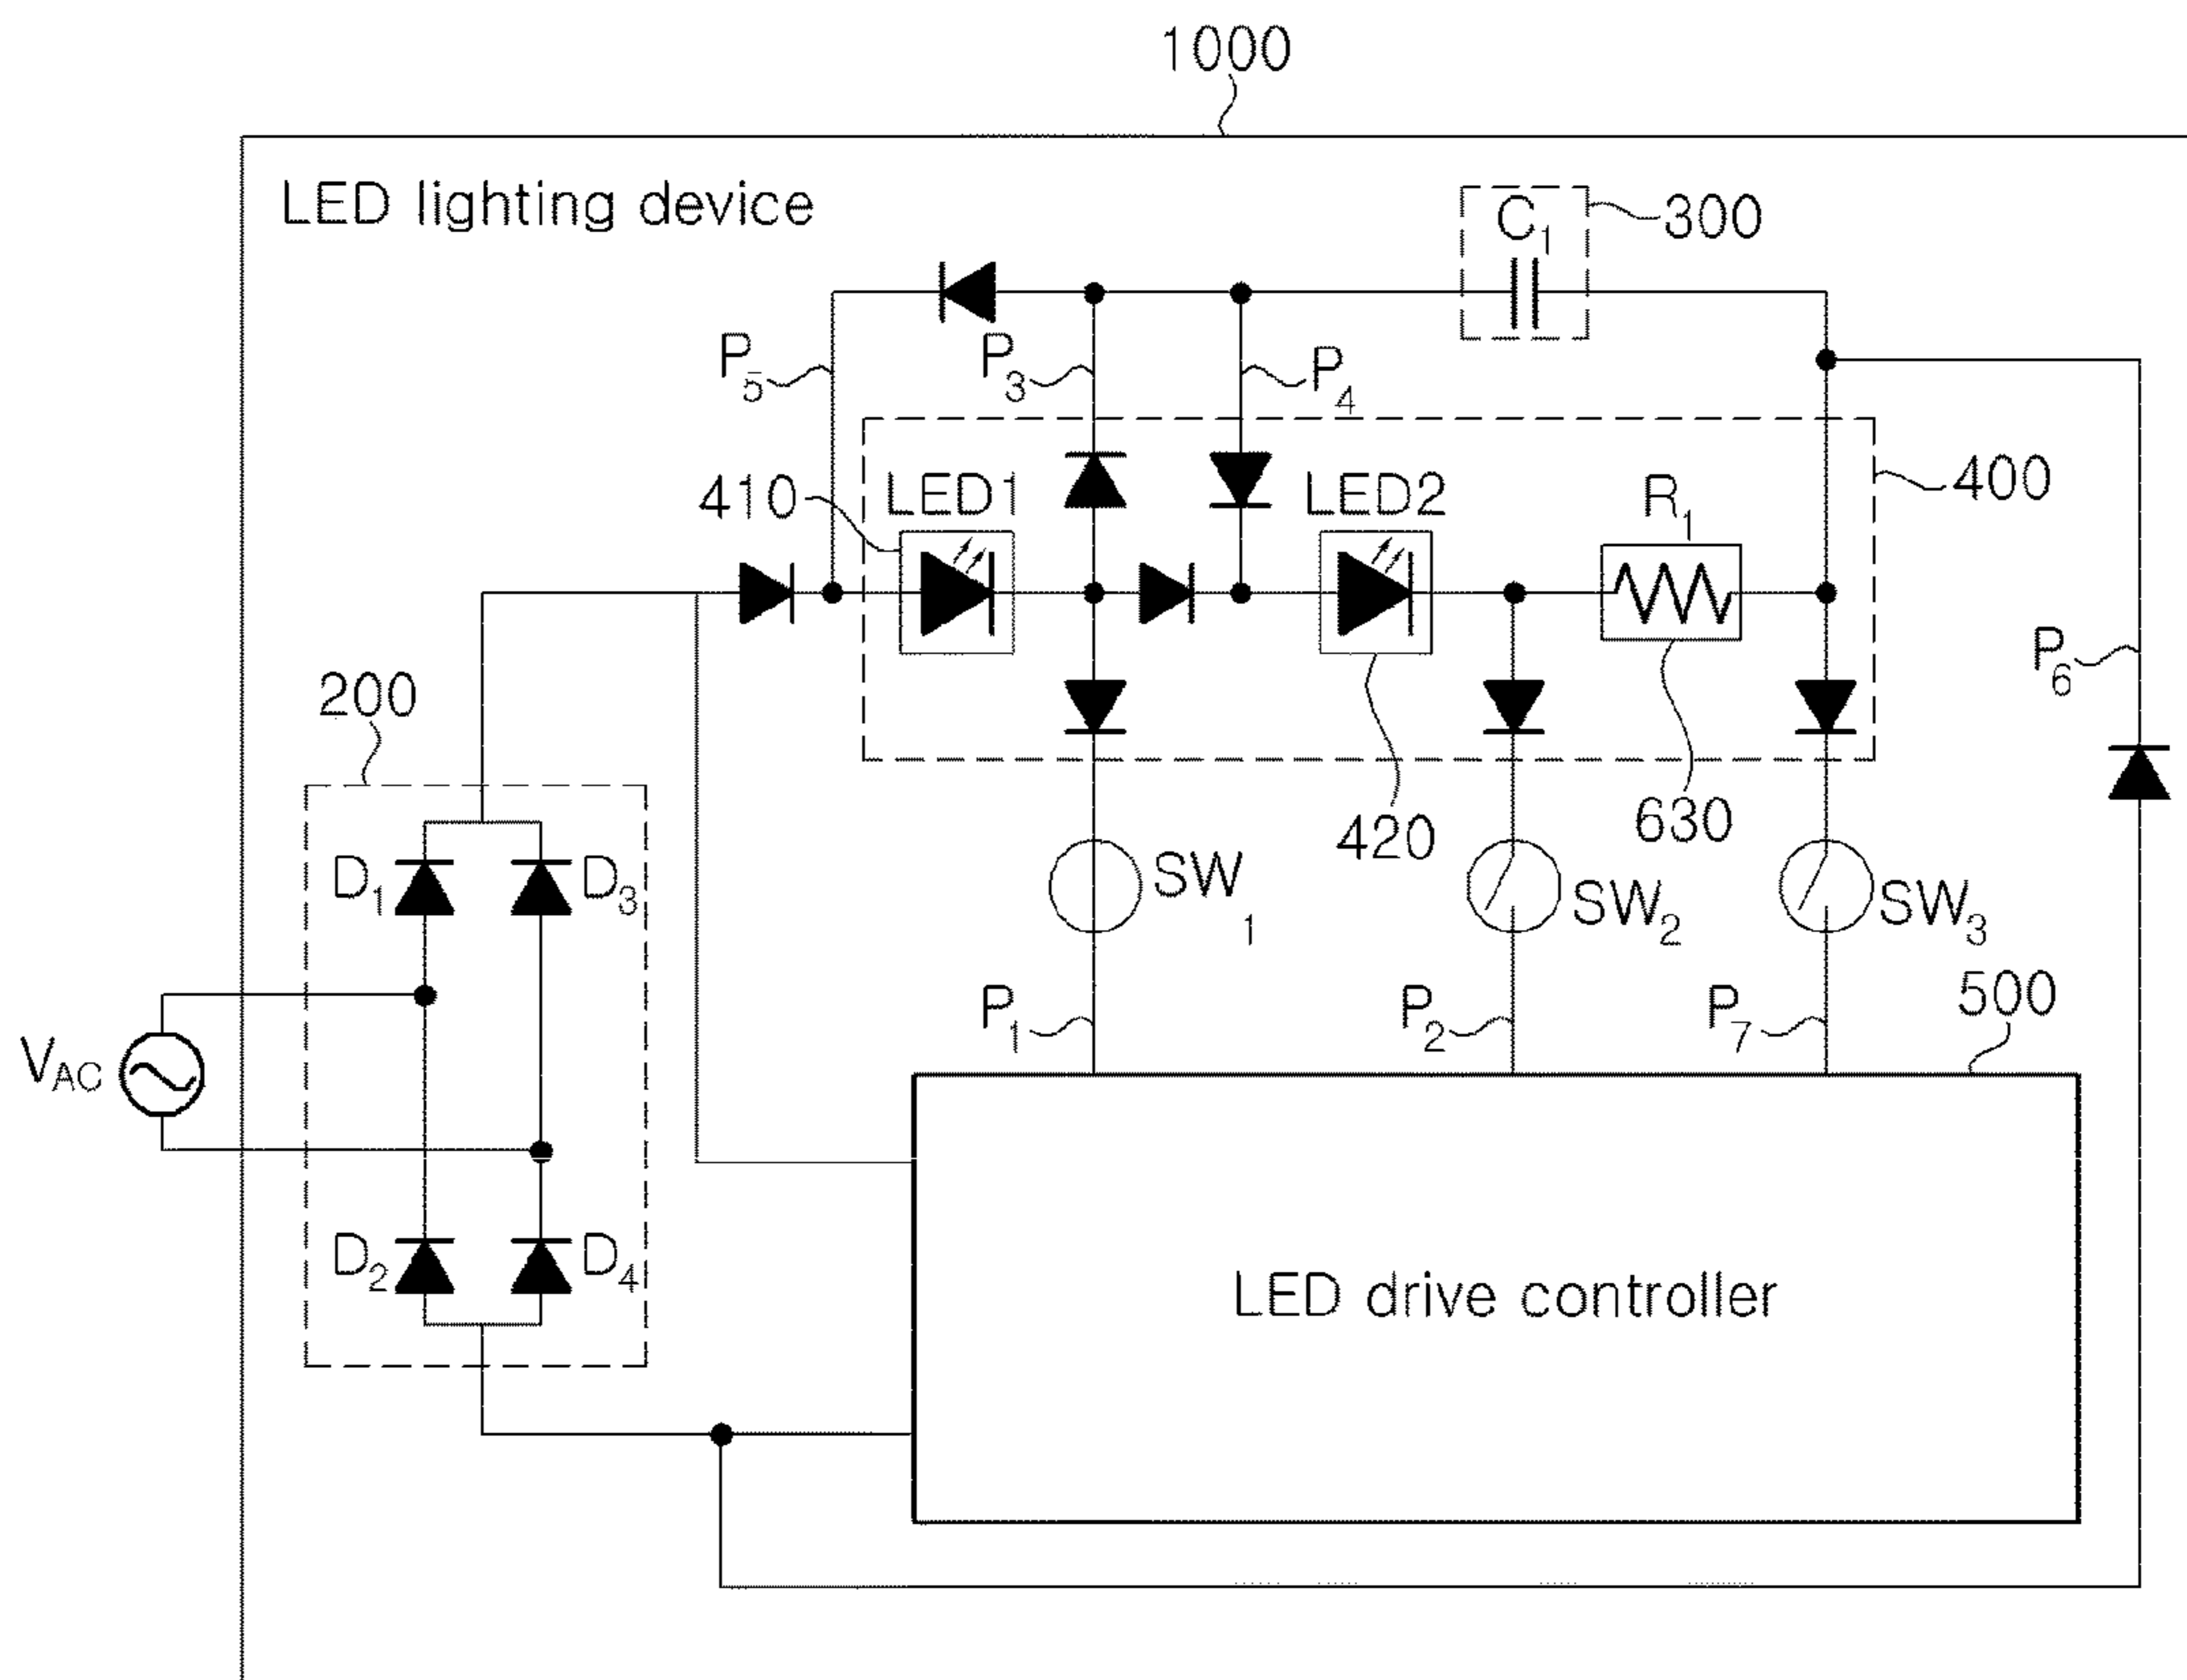 1000
LED lighting device
C1
300
P5
P3
P4
410
LED1
LED2
R1
400
P6
200
420
630
D1
D3
SW1
SW2
SW3
500
P1
P2
P7
VAC
D2
D4
LED drive controller